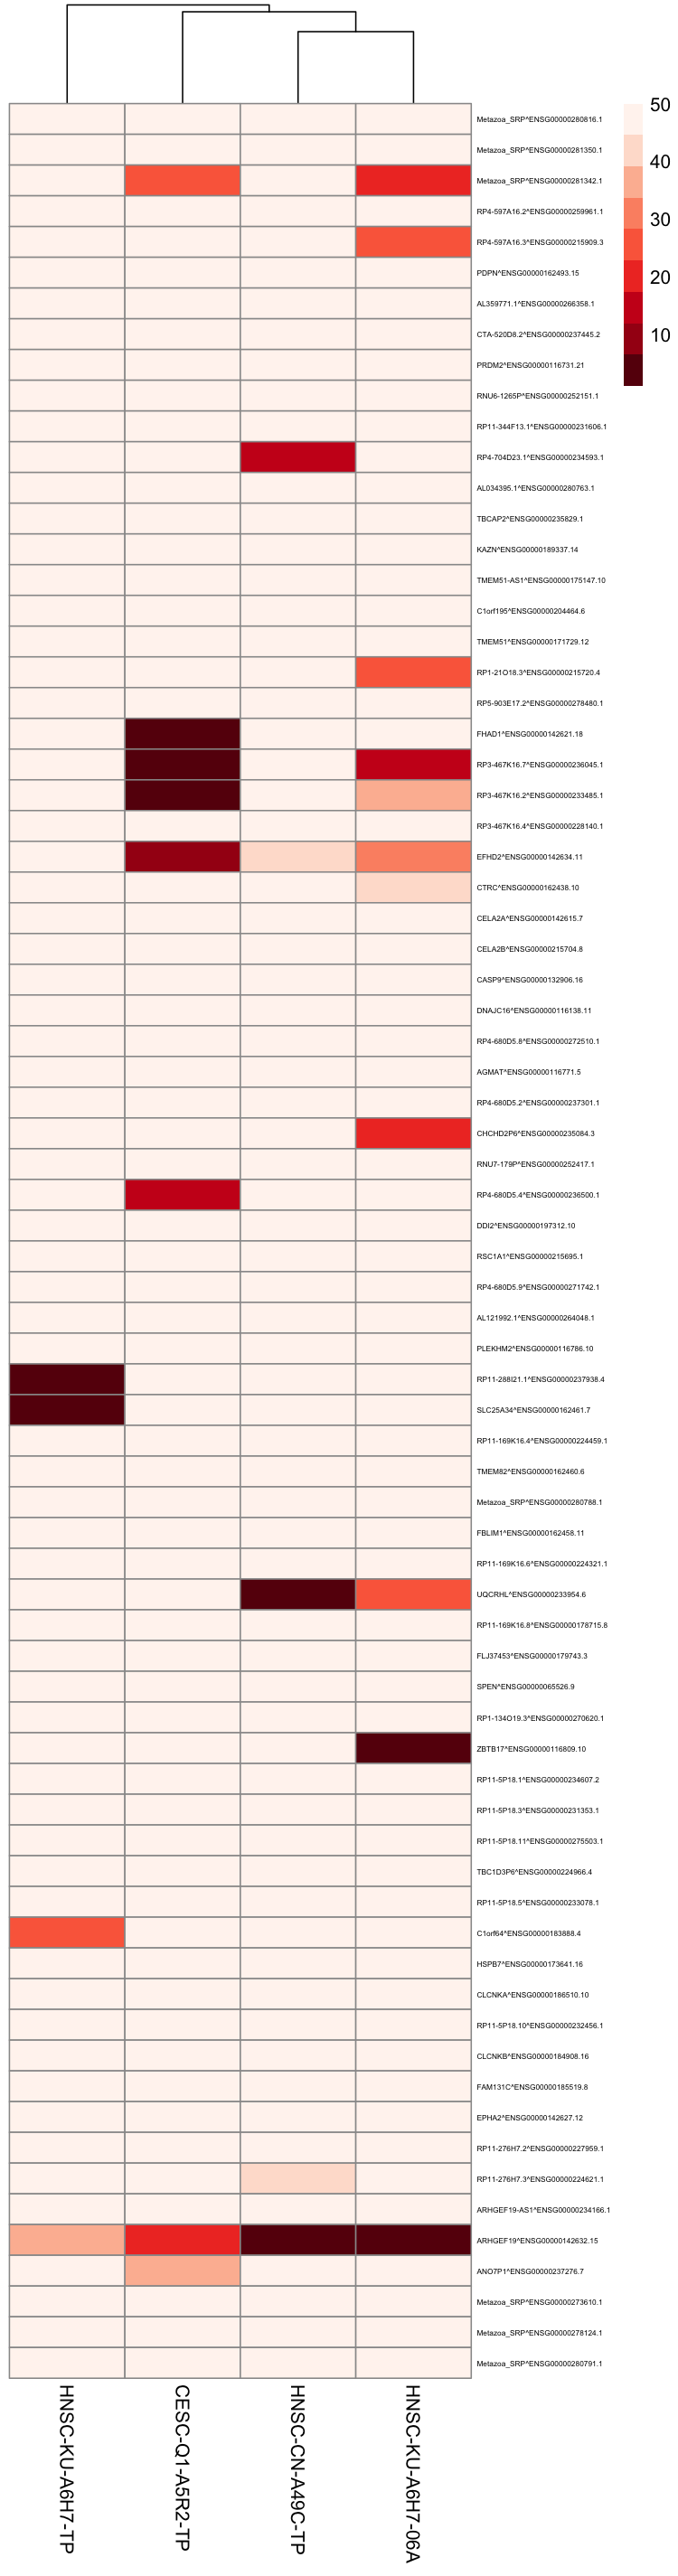 50
40
30
20
10
Metazoa_SRP^ENSG00000280816.1
Metazoa_SRP^ENSG00000281350.1
Metazoa_SRP^ENSG00000281342.1
RP4-597A16.2^ENSG00000259961.1
RP4-597A16.3^ENSG00000215909.3
PDPN^ENSG00000162493.15
AL359771.1^ENSG00000266358.1
CTA-520D8.2^ENSG00000237445.2
PRDM2^ENSG00000116731.21
RNU6-1265P^ENSG00000252151.1
RP11-344F13.1^ENSG00000231606.1
RP4-704D23.1^ENSG00000234593.1
AL034395.1^ENSG00000280763.1
TBCAP2^ENSG00000235829.1
KAZN^ENSG00000189337.14
TMEM51-AS1^ENSG00000175147.10
C1orf195^ENSG00000204464.6
TMEM51^ENSG00000171729.12
RP1-21O18.3^ENSG00000215720.4
RP5-903E17.2^ENSG00000278480.1
FHAD1^ENSG00000142621.18
RP3-467K16.7^ENSG00000236045.1
RP3-467K16.2^ENSG00000233485.1
RP3-467K16.4^ENSG00000228140.1
EFHD2^ENSG00000142634.11
CTRC^ENSG00000162438.10
CELA2A^ENSG00000142615.7
CELA2B^ENSG00000215704.8
CASP9^ENSG00000132906.16
DNAJC16^ENSG00000116138.11
RP4-680D5.8^ENSG00000272510.1
AGMAT^ENSG00000116771.5
RP4-680D5.2^ENSG00000237301.1
CHCHD2P6^ENSG00000235084.3
RNU7-179P^ENSG00000252417.1
RP4-680D5.4^ENSG00000236500.1
DDI2^ENSG00000197312.10
RSC1A1^ENSG00000215695.1
RP4-680D5.9^ENSG00000271742.1
AL121992.1^ENSG00000264048.1
PLEKHM2^ENSG00000116786.10
RP11-288I21.1^ENSG00000237938.4
SLC25A34^ENSG00000162461.7
RP11-169K16.4^ENSG00000224459.1
TMEM82^ENSG00000162460.6
Metazoa_SRP^ENSG00000280788.1
FBLIM1^ENSG00000162458.11
RP11-169K16.6^ENSG00000224321.1
UQCRHL^ENSG00000233954.6
RP11-169K16.8^ENSG00000178715.8
FLJ37453^ENSG00000179743.3
SPEN^ENSG00000065526.9
RP1-134O19.3^ENSG00000270620.1
ZBTB17^ENSG00000116809.10
RP11-5P18.1^ENSG00000234607.2
RP11-5P18.3^ENSG00000231353.1
RP11-5P18.11^ENSG00000275503.1
TBC1D3P6^ENSG00000224966.4
RP11-5P18.5^ENSG00000233078.1
C1orf64^ENSG00000183888.4
HSPB7^ENSG00000173641.16
CLCNKA^ENSG00000186510.10
RP11-5P18.10^ENSG00000232456.1
CLCNKB^ENSG00000184908.16
FAM131C^ENSG00000185519.8
EPHA2^ENSG00000142627.12
RP11-276H7.2^ENSG00000227959.1
RP11-276H7.3^ENSG00000224621.1
ARHGEF19-AS1^ENSG00000234166.1
ARHGEF19^ENSG00000142632.15
ANO7P1^ENSG00000237276.7
Metazoa_SRP^ENSG00000273610.1
Metazoa_SRP^ENSG00000278124.1
Metazoa_SRP^ENSG00000280791.1
HNSC-KU-A6H7-TP
CESC-Q1-A5R2-TP
HNSC-CN-A49C-TP
HNSC-KU-A6H7-06A